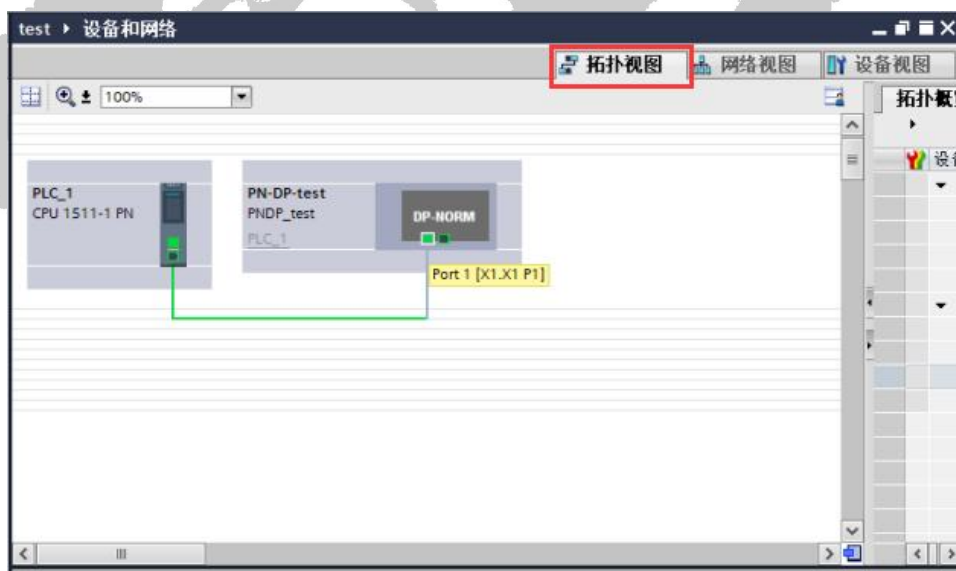 test ▸ 设备和网络
拓扑视图
网络视图
设备视图
100%
拓扑概
设
PLC_1
CPU 1511-1 PN
PN-DP-test
PNDP_test
PLC_1
DP-NORM
Port 1 [X1.X1 P1]